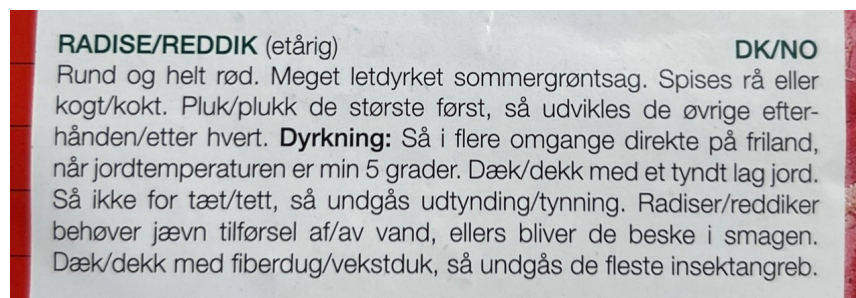 RADISE/REDDIK (etårig) DK/NO
Rund og helt rød. Meget letdyrket sommergrøntsag. Spises rå eller
kogt/kokt. Pluk/plukk de største først, så udvikles de øvrige efter-
hånden/etter hvert. Dyrkning: Så i flere omgange direkte på friland,
når jordtemperaturen er min 5 grader. Dæk/dekk med et tyndt lag jord.
Så ikke for tæt/tett, så undgås udtynding/tynning. Radiser/reddiker
behøver jævn tilførsel af/av vand, ellers bliver de beske i smagen.
Dæk/dekk med fiberdug/vekstduk, så undgås de fleste insektangreb.